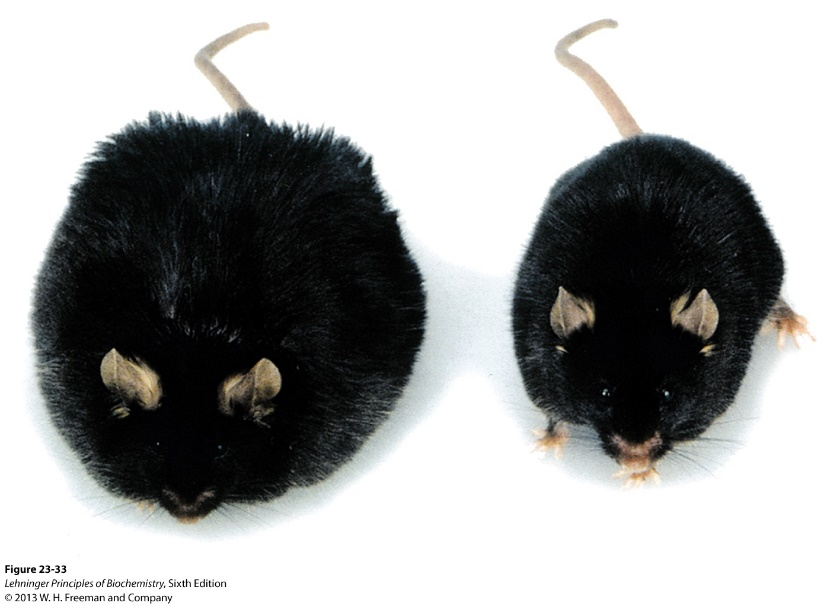 Figure 23-33
Lehninger Principles of Biochemistry, Sixth Edition
© 2013 W. H. Freeman and Company